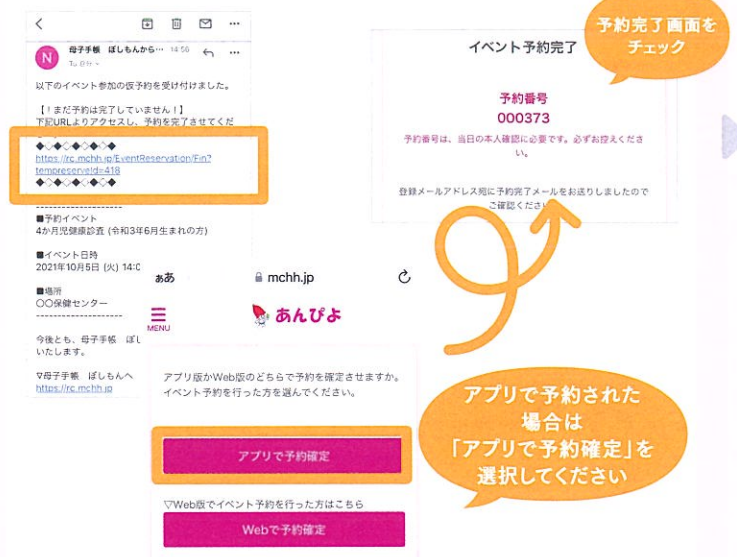 母子手帳 ぽしもんから… 14:56
N
以下のイベント参加の仮予約を受け付けました。
【!まだ予約は完了していません!】
下記URLよりアクセスし、予約を完了させてくだ
◆◇◆◇◆◇◆◇◆
https://rc.mchh.jp/EventReservation/Fin?
tempreserveId=418
◆◇◆◇◆◇◆◇◆
--------------------
■予約イベント
4か月児健康診査 (令和3年6月生まれの方)
■イベント日時
2021年10月5日 (火) 14:0
■場所
○○保健センター
--------------------
今後とも、母子手帳 ぽし
いたします。
▽母子手帳 ぽしもんへ
https://rc.mchh.jp
予約完了画面を
チェック
イベント予約完了
予約番号
000373
予約番号は、当日の本人確認に必要です。必ずお控えくださ
い。
登録メールアドレス宛に予約完了メールをお送りしましたので
ご確認くださ
ぁあ
mchh.jp
MENU
あんぴよ
アプリ版かWeb版のどちらで予約を確定させますか。
イベント予約を行った方を選んでください。
アプリで予約確定
▽Web版でイベント予約を行った方はこちら
Webで予約確定
アプリで予約された
場合は
「アプリで予約確定」を
選択してください